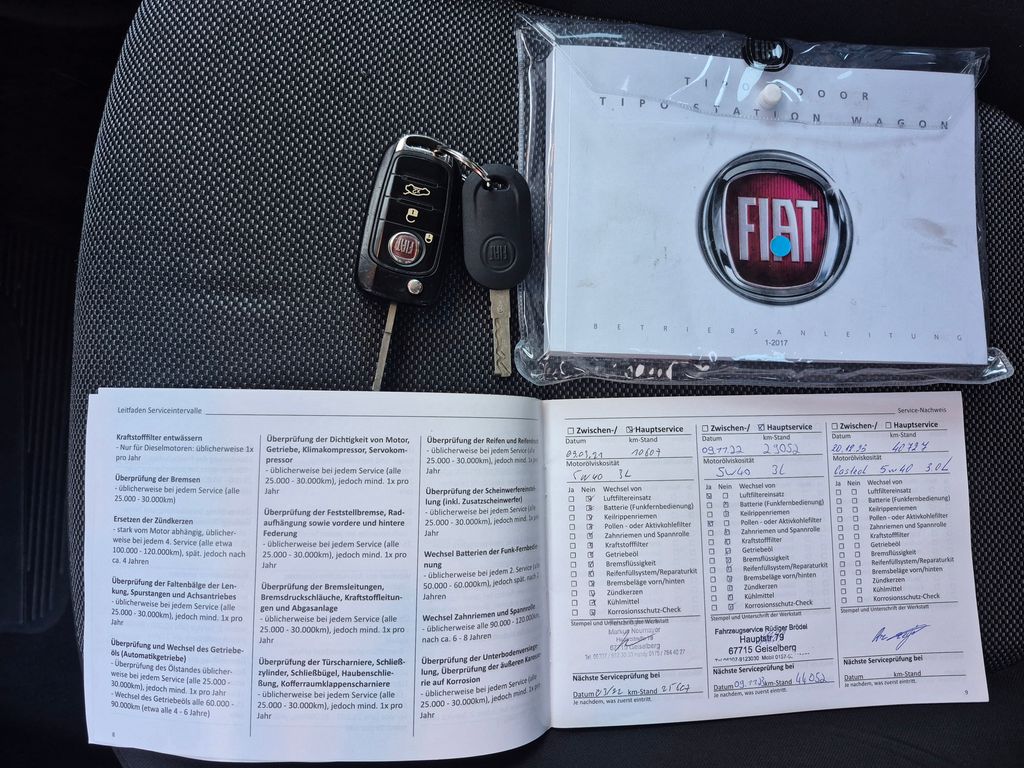 TIPO DOOR
TIPO STATION WAGON
FIAT
BETRIEBSANLEITUNG
1-2017
FIAT
FIAT
Leitfaden Serviceintervalle
Kraftstofffilter entwässern
- Nur für Dieselmotoren: üblicherweise 1x
pro Jahr
Überprüfung der Bremsen
- üblicherweise bei jedem Service (alle
25.000 - 30.000km)
Ersetzen der Zündkerzen
- stark vom Motor abhängig, üblicher-
weise bei jedem 4. Service (alle etwa
100.000 - 120.000km), spät. jedoch nach
ca. 4 Jahren
Überprüfung der Faltenbälge der Len-
kung, Spurstangen und Achsantriebes
- üblicherweise bei jedem Service (alle
25.000 - 30.000km), jedoch mind. 1x pro
Jahr
Überprüfung und Wechsel des Getriebe-
öls (Automatikgetriebe)
- Überprüfung des Ölstandes üblicher-
weise bei jedem Service (alle 25.000 -
30.000km), jedoch mind. 1x pro Jahr
- Wechsel des Getriebeöls alle 60.000 -
90.000km (etwa alle 4 - 6 Jahre)
8
Überprüfung der Dichtigkeit von Motor,
Getriebe, Klimakompressor, Servokom-
pressor
- üblicherweise bei jedem Service (alle
25.000 - 30.000km), jedoch mind. 1x pro
Jahr
Überprüfung der Feststellbremse, Rad-
aufhängung sowie vordere und hintere
Federung
- üblicherweise bei jedem Service (alle
25.000 - 30.000km), jedoch mind. 1x pro
Jahr
Überprüfung der Bremsleitungen,
Bremsdruckschläuche, Kraftstoffleitun-
gen und Abgasanlage
- üblicherweise bei jedem Service (alle
25.000 - 30.000km), jedoch mind. 1x pro
Jahr
Überprüfung der Türscharniere, Schließ-
zylinder, Schließbügel, Haubenschlie-
ßung, Kofferraumklappenscharniere
- üblicherweise bei jedem Service (alle
25.000 - 30.000km), jedoch mind. 1x pro
Jahr
Überprüfung der Reifen und Reifendruck
- üblicherweise bei jedem Service (alle
25.000 - 30.000km), jedoch mind. 1x pro
Jahr
Überprüfung der Scheinwerfereinstel-
lung (inkl. Zusatzscheinwerfer)
- üblicherweise bei jedem Service (alle
25.000 - 30.000km), jedoch mind. 1x pro
Jahr
Wechsel Batterien der Funk-Fernbedie-
nung
- üblicherweise bei jedem 2. Service
50.000 - 60.000km), jedoch spät. nach 2
Jahren
Wechsel Zahnriemen und Spannrolle
- üblicherweise alle 90.000 - 120.000km,
nach ca. 6 - 8 Jahren
Überprüfung der Unterbodenversiege-
lung, Überprüfung der äußeren Karosse-
rie auf Korrosion
- üblicherweise bei jedem Service (alle
25.000 - 30.000km), jedoch mind. 1x pro
Jahr
Service-Nachweis
Zwischen-/ Hauptservice
Datum km-Stand
09.03.21 10607
Motorölviskosität
5W40 3L
Ja Nein Wechsel von
Luftfiltereinsatz
Batterie (Funkfernbedienung)
Keilrippenriemen
Pollen - oder Aktivkohlefilter
Zahnriemen und Spannrolle
Kraftstofffilter
Getriebeöl
Bremsflüssigkeit
Reifenfüllsystem/Reparaturkit
Bremsbeläge vorn/hinten
Zündkerzen
Kühlmittel
Korrosionsschutz-Check
Stempel und Unterschrift der Werkstatt
Geiselberg
Nächste Serviceprüfung bei
Datum 03/22 km-Stand 25607
Je nachdem, was zuerst eintritt.
Zwischen-/ Hauptservice
Datum km-Stand
09.11.22 29052
Motorölviskosität
5W40 3L
Ja Nein Wechsel von
Luftfiltereinsatz
Batterie (Funkfernbedienung)
Keilrippenriemen
Pollen - oder Aktivkohlefilter
Zahnriemen und Spannrolle
Kraftstofffilter
Getriebeöl
Bremsflüssigkeit
Reifenfüllsystem/Reparaturkit
Bremsbeläge vorn/hinten
Zündkerzen
Kühlmittel
Korrosionsschutz-Check
Stempel und Unterschrift der Werkstatt
Fahrzeugservice Rüdiger Brödel
Hauptstr.79
67715 Geiselberg
Nächste Serviceprüfung bei
Datum 09.11.23 km-Stand 44052
Je nachdem, was zuerst eintritt.
Zwischen-/ Hauptservice
Datum km-Stand
40727
Motorölviskosität
Castrol 5w40 3.0L
Ja Nein Wechsel von
Luftfiltereinsatz
Batterie (Funkfernbedienung)
Keilrippenriemen
Pollen - oder Aktivkohlefilter
Zahnriemen und Spannrolle
Kraftstofffilter
Getriebeöl
Bremsflüssigkeit
Reifenfüllsystem/Reparaturkit
Bremsbeläge vorn/hinten
Zündkerzen
Kühlmittel
Korrosionsschutz-Check
Stempel und Unterschrift der Werkstatt
Nächste Serviceprüfung bei
Datum km-Stand
Je nachdem, was zuerst eintritt.
9